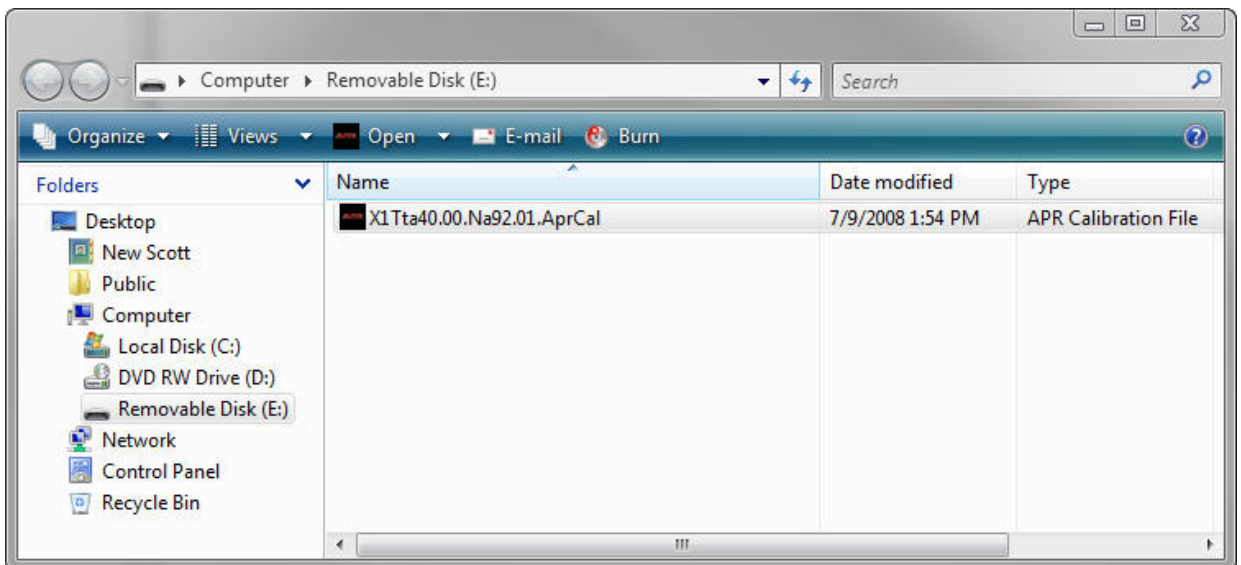 Computer Removable Disk (E:) Search
Organize Views Open E-mail Burn
Folders
Desktop
New Scott
Public
Computer
Local Disk (C:)
DVD RW Drive (D:)
Removable Disk (E:)
Network
Control Panel
Recycle Bin
Name Date modified Type
X1Tta40.00.Na92.01.AprCal 7/9/2008 1:54 PM APR Calibration File